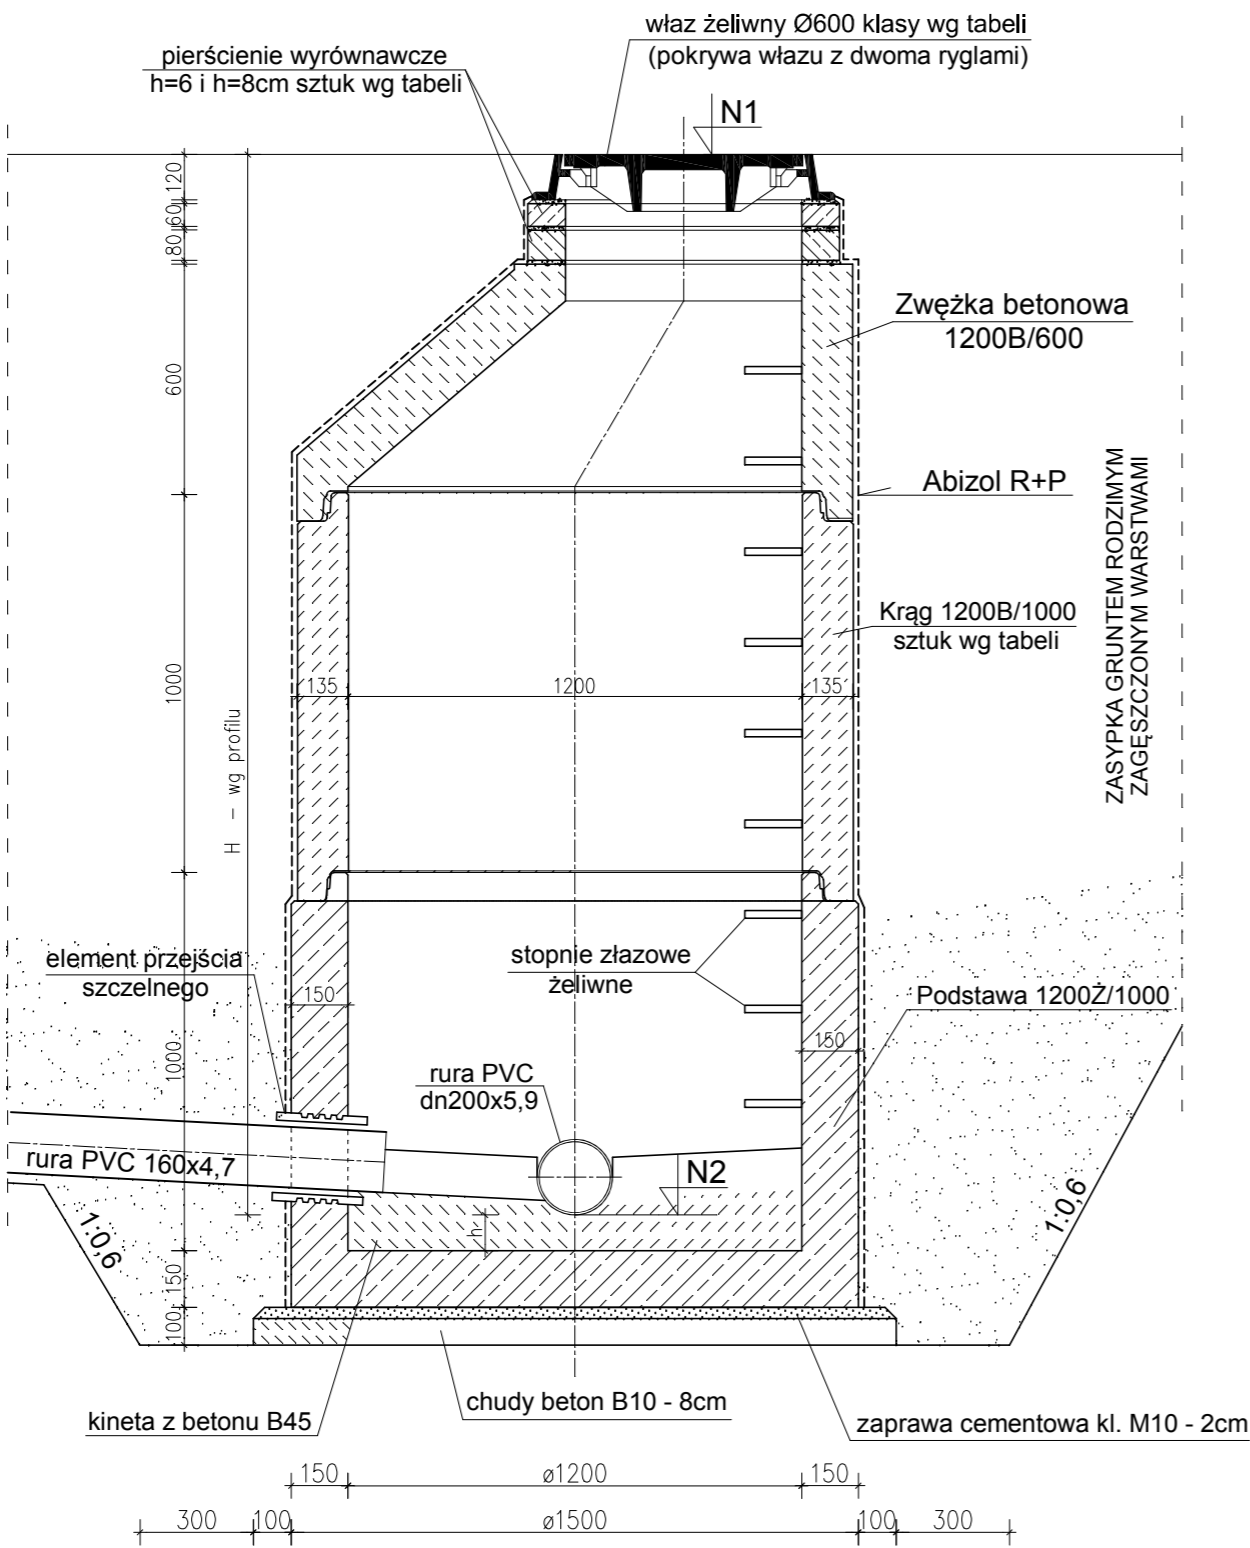 właz żeliwny Ø600 klasy wg tabeli
(pokrywa włazu z dwoma ryglami)
pierścienie wyrównawcze
h=6 i h=8cm sztuk wg tabeli
N1
120
60
80
600
1000
1000
150
100
H - wg profilu
Zwężka betonowa
1200B/600
Abizol R+P
ZASYPKA GRUNTEM RODZIMYM
ZAGĘSZCZONYM WARSTWAMI
Krąg 1200B/1000
sztuk wg tabeli
135
1200
135
element przejścia
szczelnego
stopnie złazowe
żeliwne
150
Podstawa 1200Ż/1000
150
rura PVC
dn200x5,9
rura PVC 160x4,7
N2
h
1:0,6
1:0,6
kineta z betonu B45
chudy beton B10 - 8cm
zaprawa cementowa kl. M10 - 2cm
150
ø1200
150
300
100
ø1500
100
300